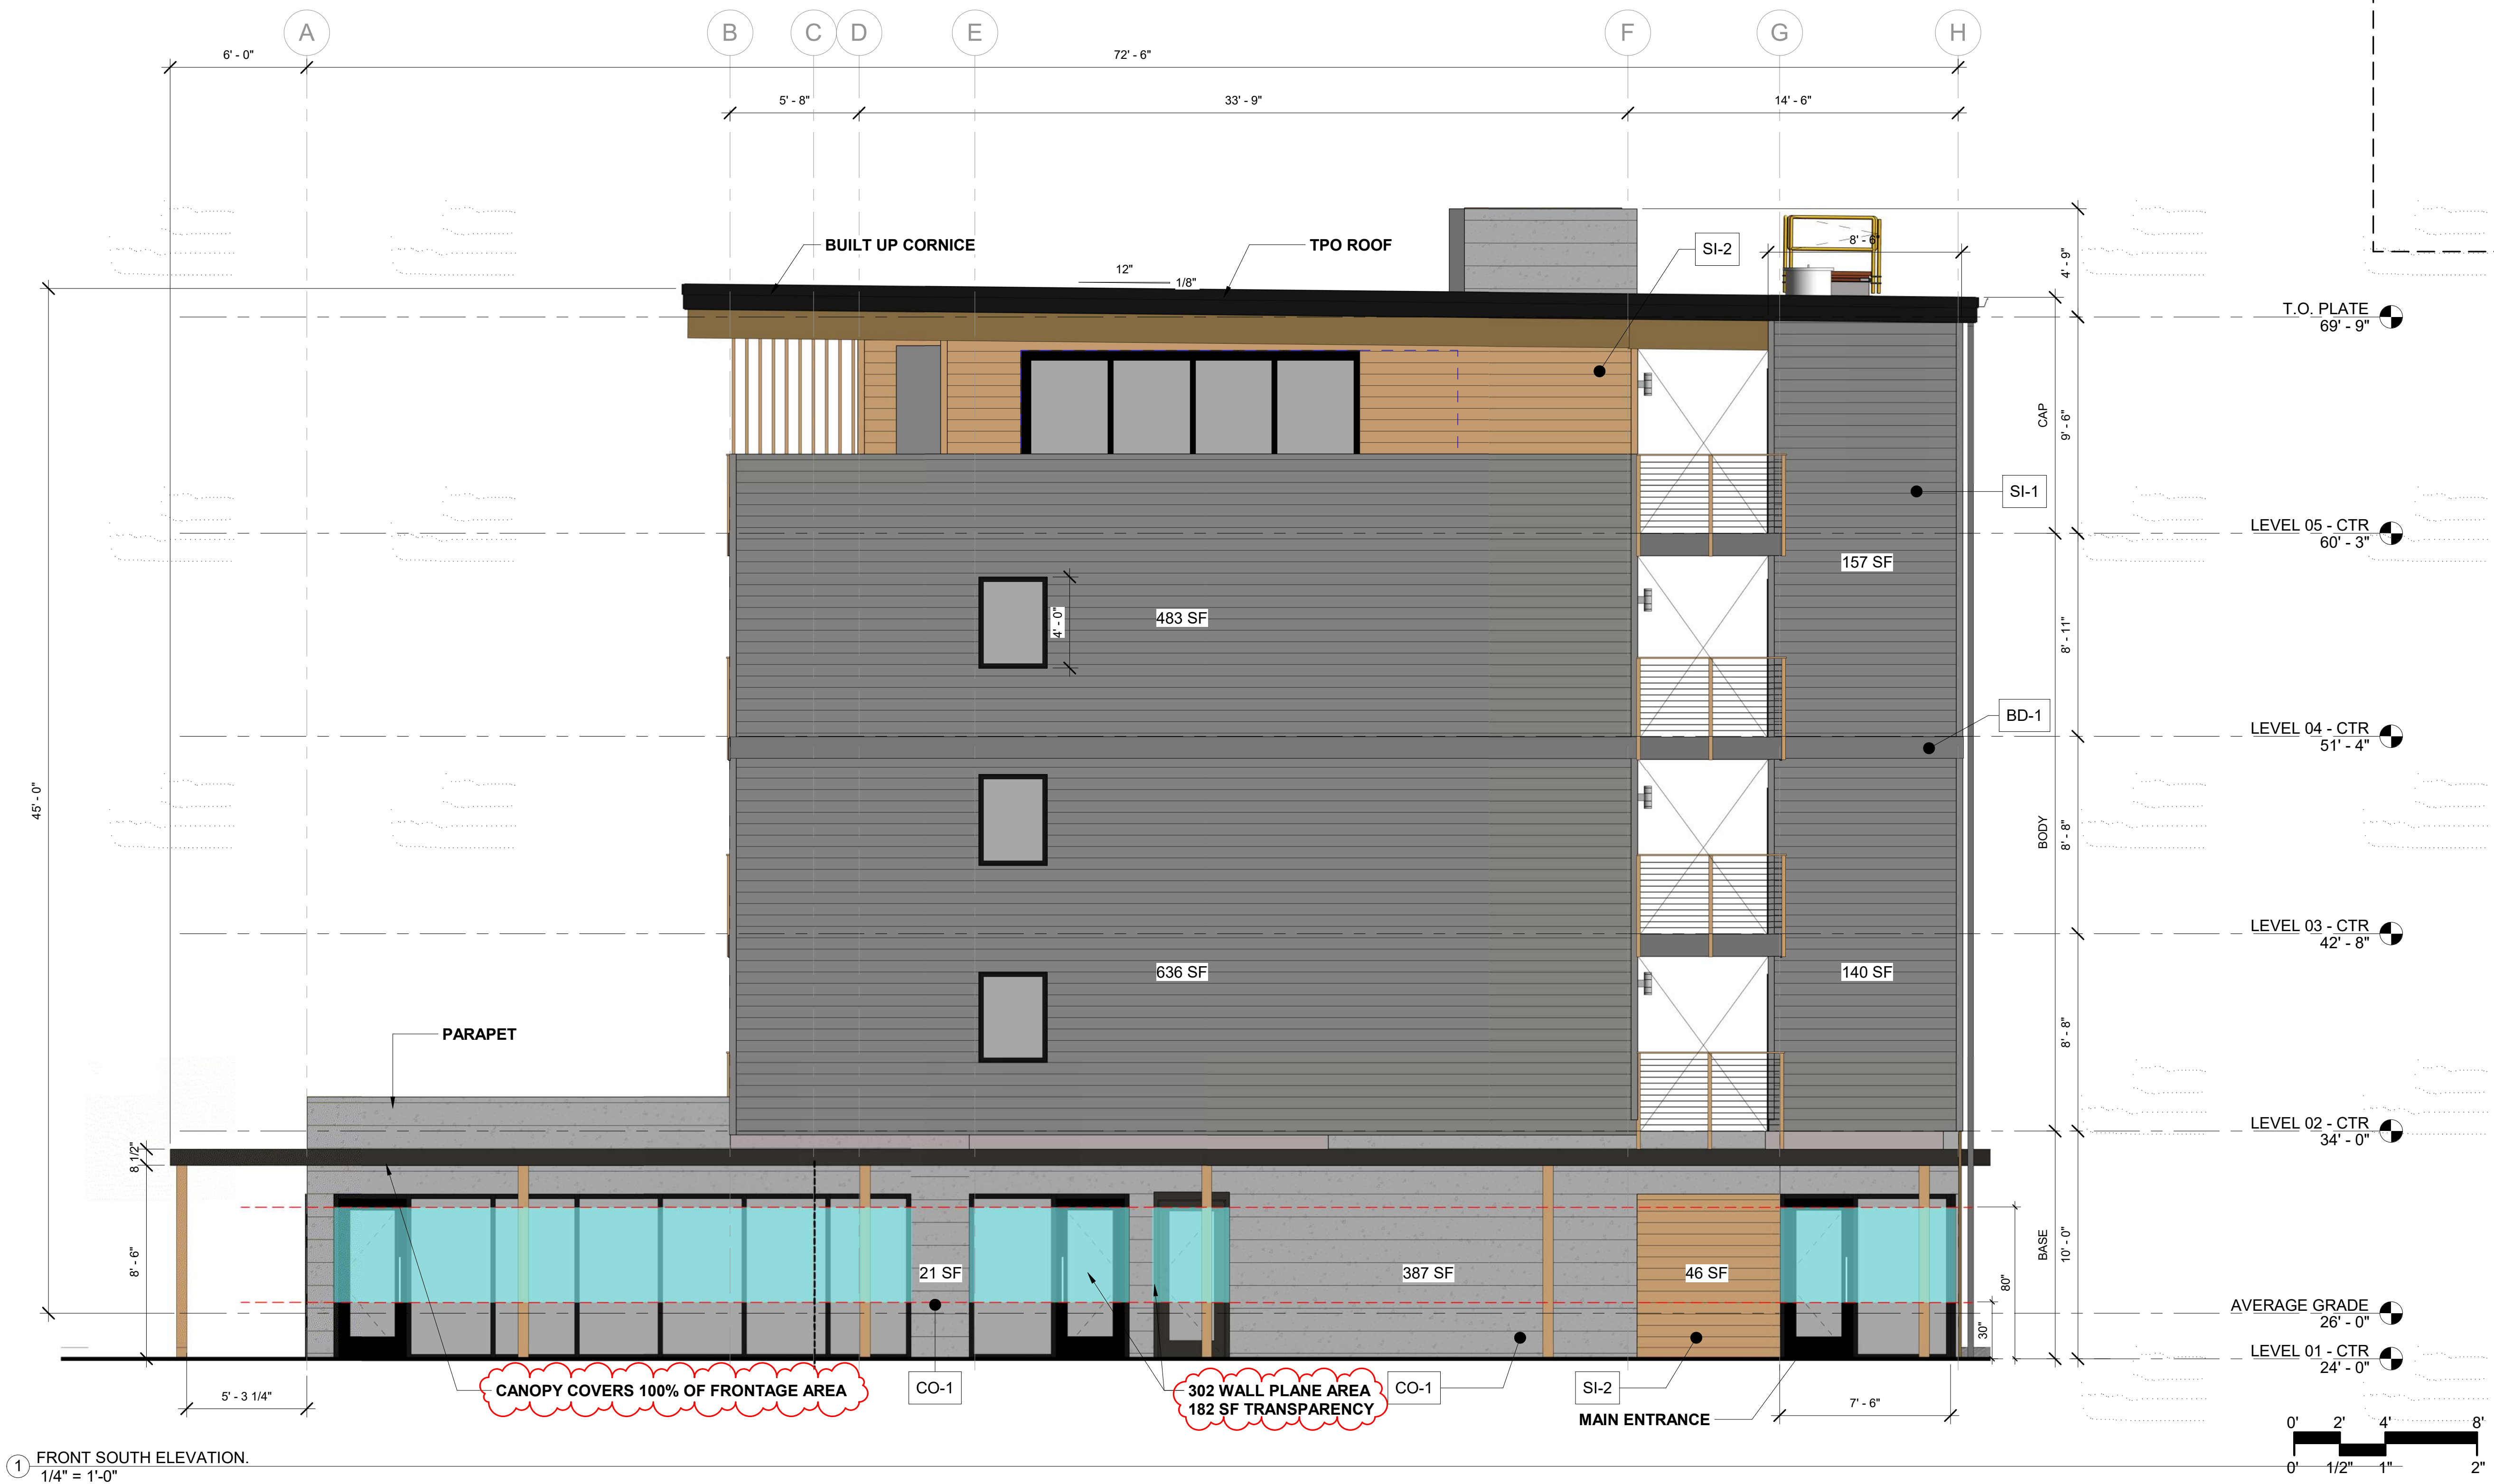 A B C D E F G H
6' - 0" 72' - 6"
5' - 8" 33' - 9" 14' - 6"
BUILT UP CORNICE
TPO ROOF
SI-2
8' - 6"
4' - 9"
12"
1/8"
T.O. PLATE
69' - 9"
CAP
9' - 6"
SI-1
LEVEL 05 - CTR
60' - 3"
157 SF
483 SF
4' - 0"
8' - 11"
BD-1
LEVEL 04 - CTR
51' - 4"
45' - 0"
BODY
8' - 8"
LEVEL 03 - CTR
42' - 8"
636 SF
140 SF
PARAPET
8' - 8"
LEVEL 02 - CTR
34' - 0"
8 1/2"
8' - 6"
21 SF
387 SF
46 SF
BASE
10' - 0"
80"
30"
AVERAGE GRADE
26' - 0"
LEVEL 01 - CTR
24' - 0"
5' - 3 1/4"
CANOPY COVERS 100% OF FRONTAGE AREA
CO-1
302 WALL PLANE AREA
182 SF TRANSPARENCY
CO-1
SI-2
MAIN ENTRANCE
7' - 6"
0' 2' 4' 8'
0' 1/2" 1" 2"
1 FRONT SOUTH ELEVATION.
1/4" = 1'-0"